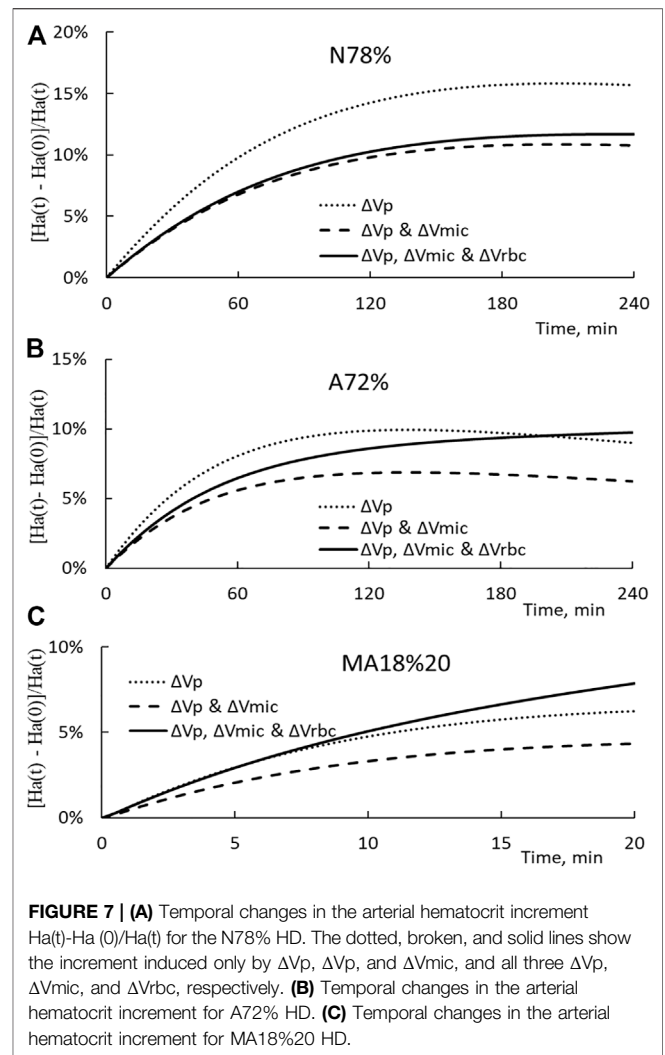 A
20%
N78%
15%
10%
5%
0%
[Ha(t) - Ha(0)]/Ha(t)
ΔVp
ΔVp & ΔVmic
ΔVp, ΔVmic & ΔVrbc
0 60 120 180 240
Time, min
B
15%
A72%
10%
5%
0%
[Ha(t)- Ha(0)]/Ha(t)
ΔVp
ΔVp & ΔVmic
ΔVp, ΔVmic & ΔVrbc
0 60 120 180 240
Time, min
C
10%
MA18%20
5%
0%
[Ha(t) - Ha(0)]/Ha(t)
ΔVp
ΔVp & ΔVmic
ΔVp, ΔVmic & ΔVrbc
0 5 10 15 20
Time, min
FIGURE 7 | (A) Temporal changes in the arterial hematocrit increment
Ha(t)-Ha (0)/Ha(t) for the N78% HD. The dotted, broken, and solid lines show
the increment induced only by ΔVp, ΔVp, and ΔVmic, and all three ΔVp,
ΔVmic, and ΔVrbc, respectively. (B) Temporal changes in the arterial
hematocrit increment for A72% HD. (C) Temporal changes in the arterial
hematocrit increment for MA18%20 HD.